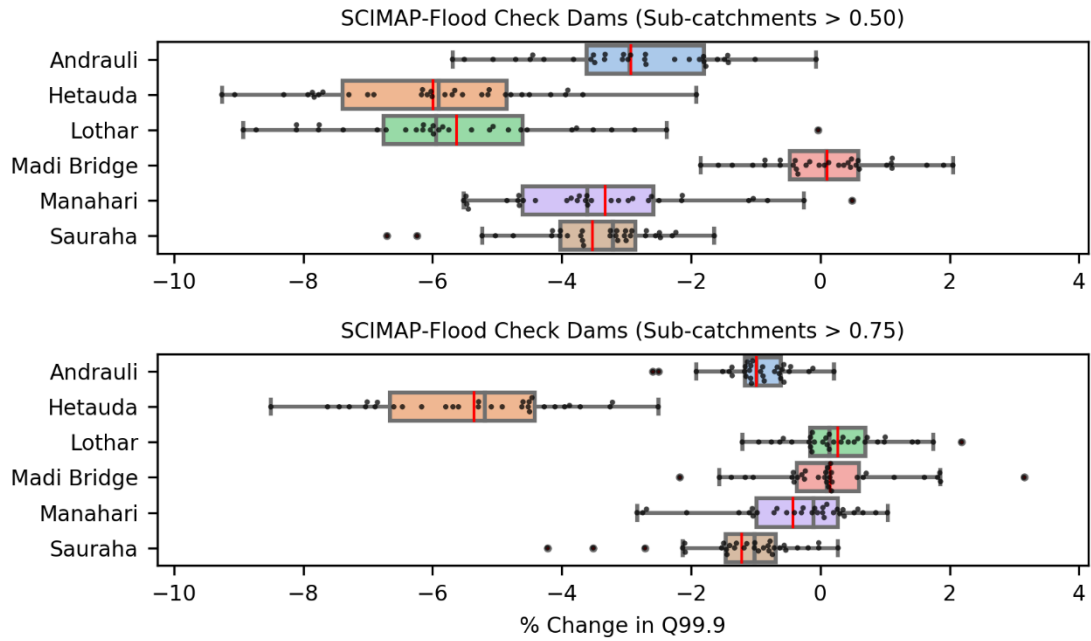 SCIMAP-Flood Check Dams (Sub-catchments > 0.50)
Andrauli
Hetauda
Lothar
Madi Bridge
Manahari
Sauraha
−10 −8 −6 −4 −2 0 2 4
SCIMAP-Flood Check Dams (Sub-catchments > 0.75)
Andrauli
Hetauda
Lothar
Madi Bridge
Manahari
Sauraha
−10 −8 −6 −4 −2 0 2 4
% Change in Q99.9